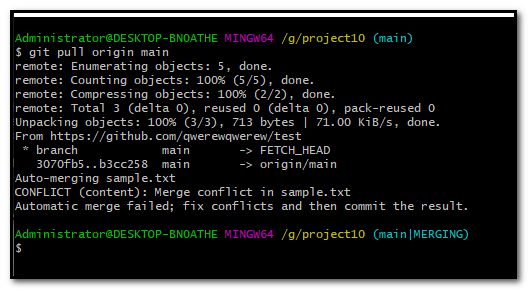 Administrator@DESKTOP-BNOATHE MINGW64 /g/project10 (main)
$ git pull origin main
remote: Enumerating objects: 5, done.
remote: Counting objects: 100% (5/5), done.
remote: Compressing objects: 100% (2/2), done.
remote: Total 3 (delta 0), reused 0 (delta 0), pack-reused 0
Unpacking objects: 100% (3/3), 713 bytes | 71.00 KiB/s, done.
From https://github.com/qwerewqwerew/test
 * branch            main       -> FETCH_HEAD
   3070fb5..b3cc258  main       -> origin/main
Auto-merging sample.txt
CONFLICT (content): Merge conflict in sample.txt
Automatic merge failed; fix conflicts and then commit the result.
Administrator@DESKTOP-BNOATHE MINGW64 /g/project10 (main|MERGING)
$